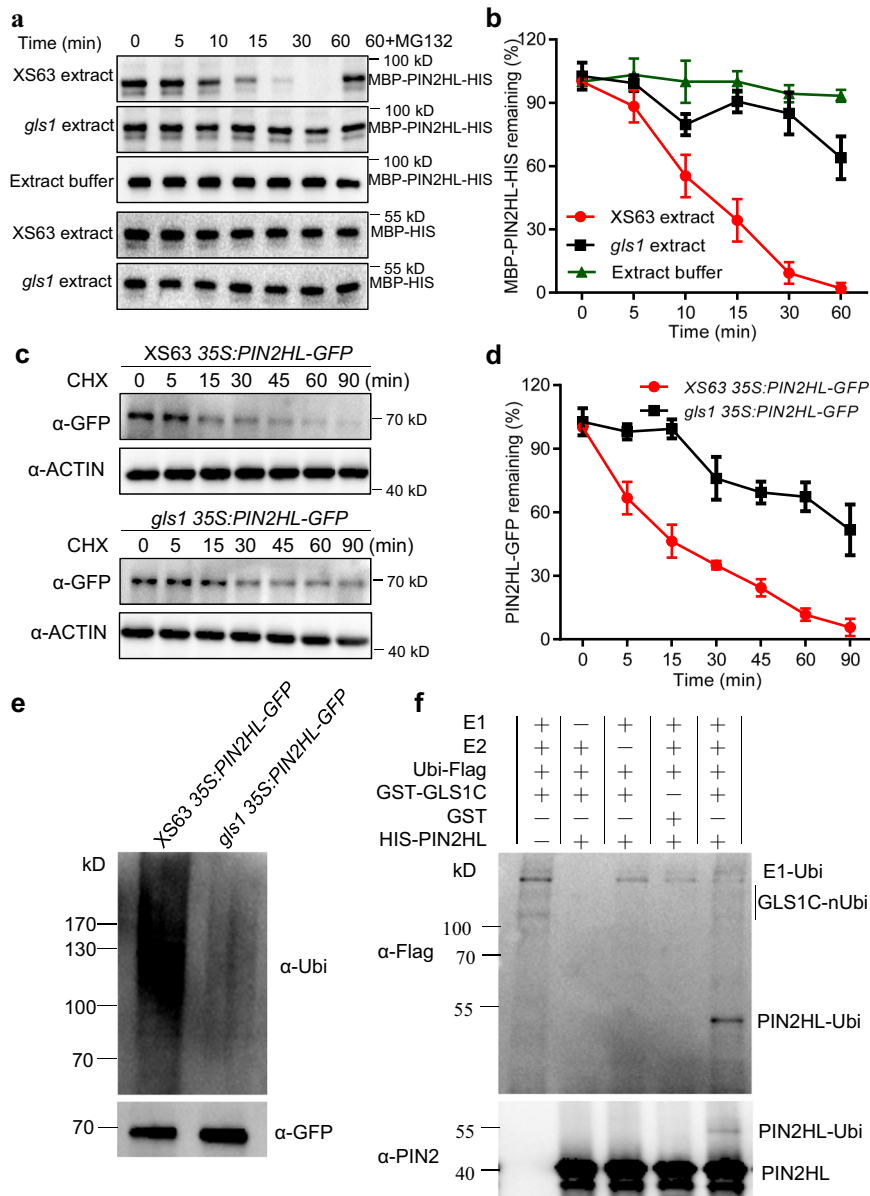 a
Time (min) 0 5 10 15 30 60 60+MG132
XS63 extract 100 kD MBP-PIN2HL-HIS
gls1 extract 100 kD MBP-PIN2HL-HIS
Extract buffer 100 kD MBP-PIN2HL-HIS
XS63 extract 55 kD MBP-HIS
gls1 extract 55 kD MBP-HIS
b
MBP-PIN2HL-HIS remaining (%)
120
90
60
30
0
XS63 extract
gls1 extract
Extract buffer
0 5 10 15 30 60
Time (min)
c
XS63 35S:PIN2HL-GFP
CHX 0 5 15 30 45 60 90 (min)
α-GFP 70 kD
α-ACTIN
40 kD
gls1 35S:PIN2HL-GFP
CHX 0 5 15 30 45 60 90 (min)
α-GFP 70 kD
α-ACTIN
40 kD
d
PIN2HL-GFP remaining (%)
120
90
60
30
0
XS63 35S:PIN2HL-GFP
gls1 35S:PIN2HL-GFP
0 5 15 30 45 60 90
Time (min)
e
XS63 35S:PIN2HL-GFP
gls1 35S:PIN2HL-GFP
kD
170
130
100
70
α-Ubi
70
α-GFP
f
E1 + − + + +
E2 + + − + +
Ubi-Flag + + + + +
GST-GLS1C + + + − +
GST − − − + −
HIS-PIN2HL − + + + +
kD
E1-Ubi
GLS1C-nUbi
100
α-Flag
70
55
PIN2HL-Ubi
55
PIN2HL-Ubi
α-PIN2
40
PIN2HL